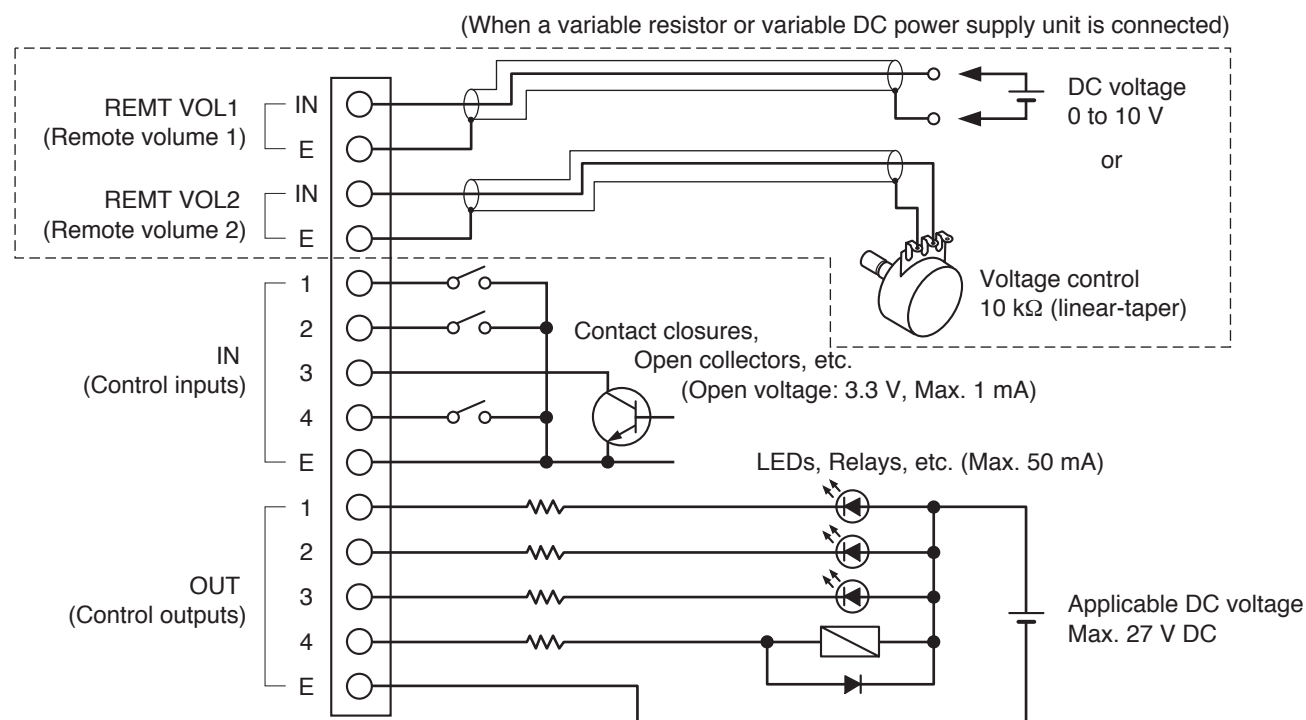 (When a variable resistor or variable DC power supply unit is connected)
REMT VOL1
(Remote volume 1)
IN
E
DC voltage
0 to 10 V
or
REMT VOL2
(Remote volume 2)
IN
E
Voltage control
10 kΩ (linear-taper)
IN
(Control inputs)
1
2
3
4
E
Contact closures,
Open collectors, etc.
(Open voltage: 3.3 V, Max. 1 mA)
LEDs, Relays, etc. (Max. 50 mA)
OUT
(Control outputs)
1
2
3
4
E
Applicable DC voltage
Max. 27 V DC